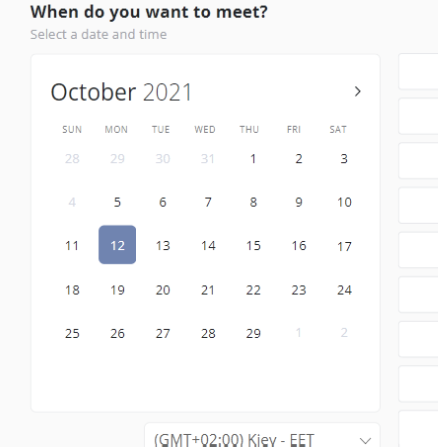 When do you want to meet?
Select a date and time
October 2021 >
SUN MON TUE WED THU FRI SAT
28 29 30 31 1 2 3
4 5 6 7 8 9 10
11 12 13 14 15 16 17
18 19 20 21 22 23 24
25 26 27 28 29 1 2
(GMT+02:00) Kiev - EET